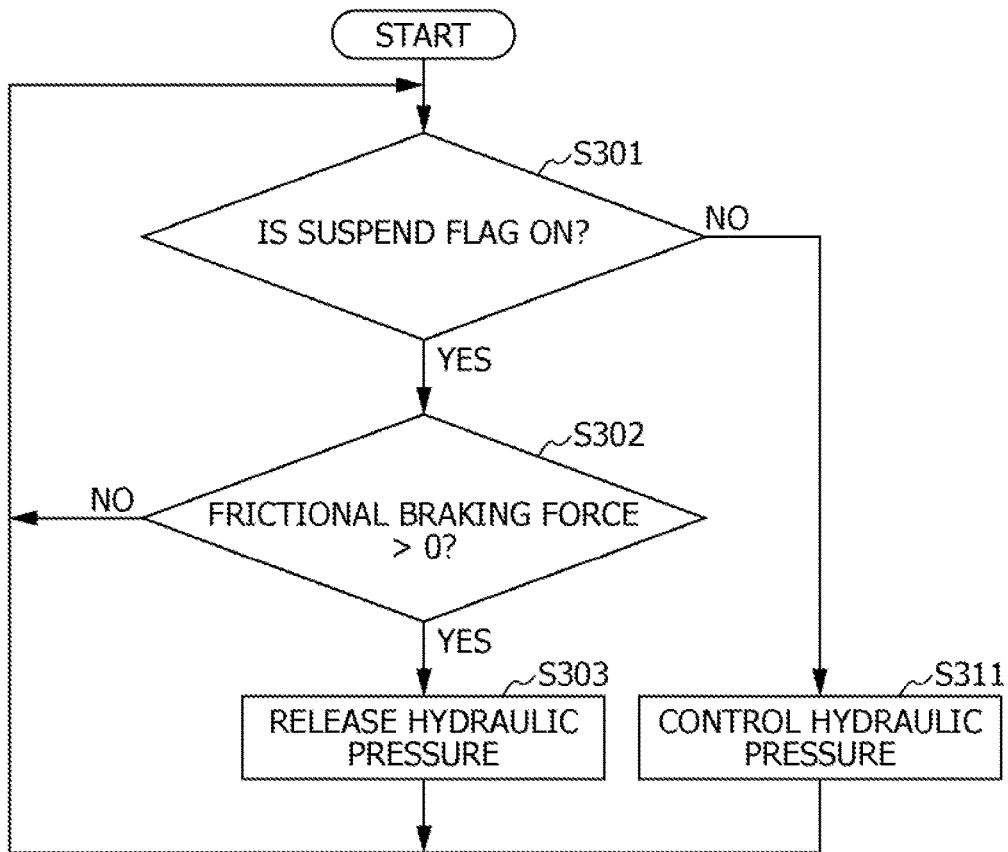 START
S301
IS SUSPEND FLAG ON?
NO
YES
S302
NO
FRICTIONAL BRAKING FORCE
> 0?
YES
S303
RELEASE HYDRAULIC
PRESSURE
S311
CONTROL HYDRAULIC
PRESSURE